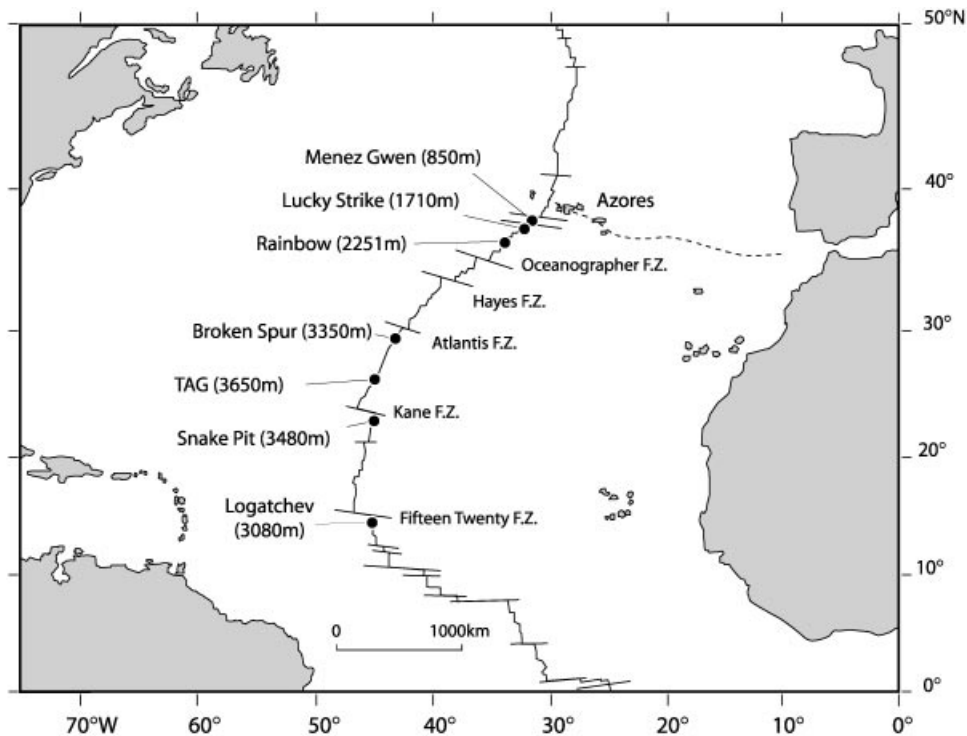 50°N
Menez Gwen (850m)
40°
Lucky Strike (1710m)
Azores
Rainbow (2251m)
Oceanographer F.Z.
Hayes F.Z.
Broken Spur (3350m)
30°
Atlantis F.Z.
TAG (3650m)
Kane F.Z.
Snake Pit (3480m)
20°
Logatchev
(3080m)
Fifteen Twenty F.Z.
10°
0
1000km
0°
70°W
60°
50°
40°
30°
20°
10°
0°